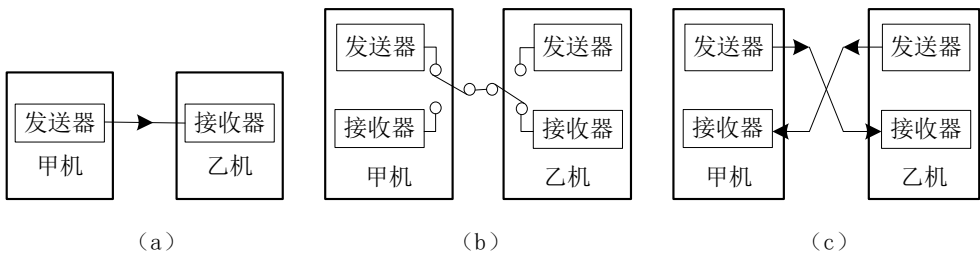 发送器
接收器
甲机
乙机
(a)
发送器
接收器
甲机
发送器
接收器
乙机
(b)
发送器
接收器
甲机
发送器
接收器
乙机
(c)